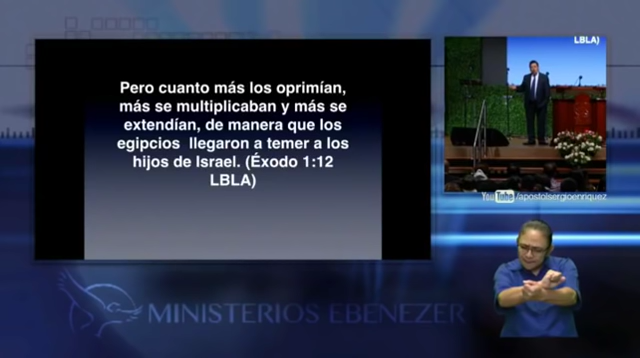 LBLA)
Pero cuanto más los oprimían,
más se multiplicaban y más se
extendían, de manera que los
egipcios llegaron a temer a los
hijos de Israel. (Éxodo 1:12
LBLA)
YouTube /apostolsergioenriquez
MINISTERIOS EBENEZER